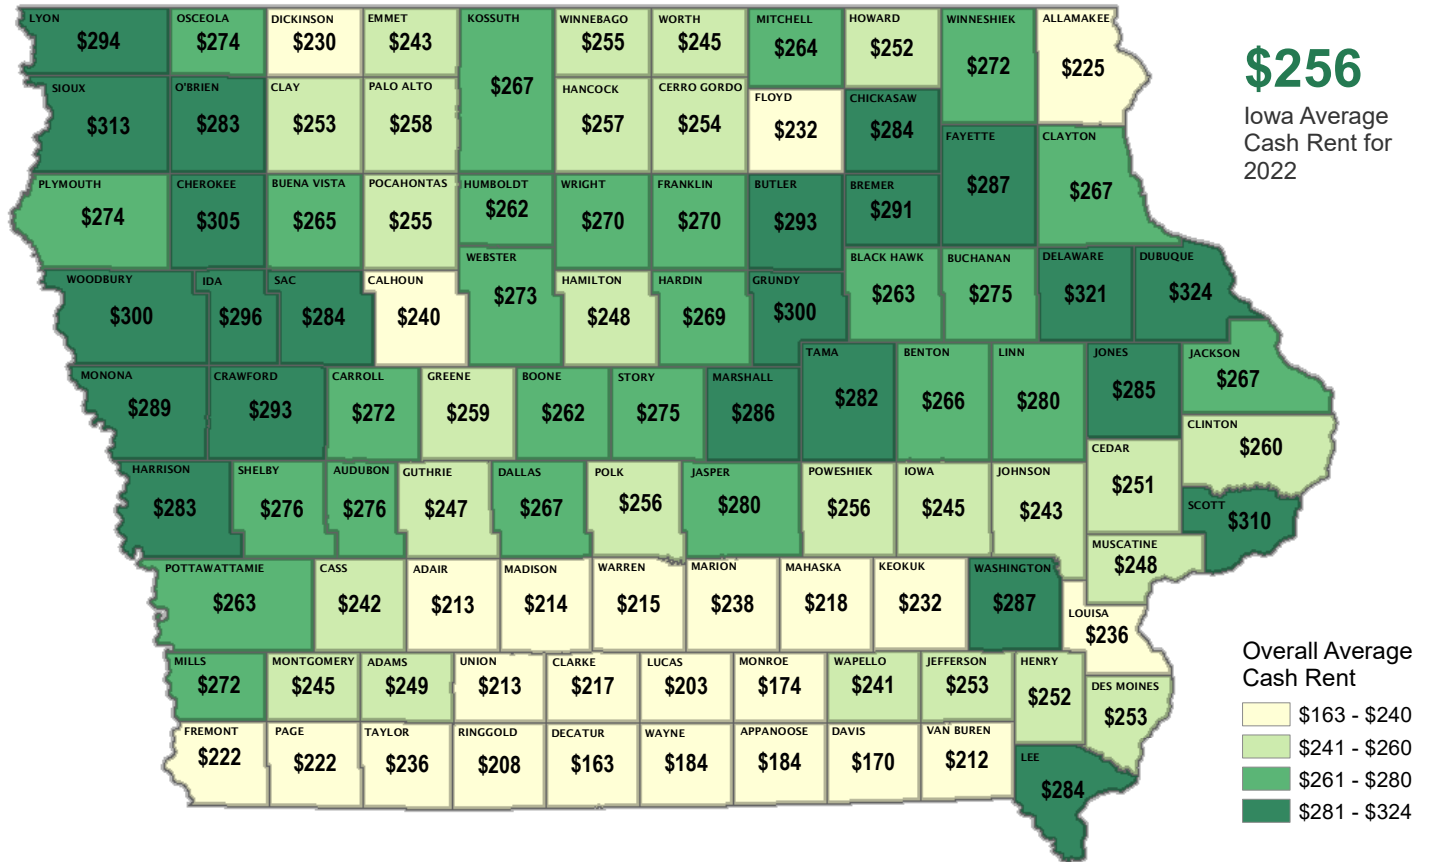 LYON
$294
OSCEOLA
$274
DICKINSON
$230
EMMET
$243
KOSSUTH
$267
WINNEBAGO
$255
WORTH
$245
MITCHELL
$264
HOWARD
$252
WINNESHIEK
$272
ALLAMAKEE
$225
$256
Iowa Average
Cash Rent for
2022
SIOUX
$313
O'BRIEN
$283
CLAY
$253
PALO ALTO
$258
HANCOCK
$257
CERRO GORDO
$254
FLOYD
$232
CHICKASAW
$284
FAYETTE
$287
CLAYTON
$267
PLYMOUTH
$274
CHEROKEE
$305
BUENA VISTA
$265
POCAHONTAS
$255
HUMBOLDT
$262
WRIGHT
$270
FRANKLIN
$270
BUTLER
$293
BREMER
$291
WOODBURY
$300
IDA
$296
SAC
$284
CALHOUN
$240
WEBSTER
$273
HAMILTON
$248
HARDIN
$269
GRUNDY
$300
BLACK HAWK
$263
BUCHANAN
$275
DELAWARE
$321
DUBUQUE
$324
MONONA
$289
CRAWFORD
$293
CARROLL
$272
GREENE
$259
BOONE
$262
STORY
$275
MARSHALL
$286
TAMA
$282
BENTON
$266
LINN
$280
JONES
$285
JACKSON
$267
CLINTON
$260
CEDAR
$251
HARRISON
$283
SHELBY
$276
AUDUBON
$276
GUTHRIE
$247
DALLAS
$267
POLK
$256
JASPER
$280
POWESHIEK
$256
IOWA
$245
JOHNSON
$243
SCOTT
$310
MUSCATINE
$248
POTTAWATTAMIE
$263
CASS
$242
ADAIR
$213
MADISON
$214
WARREN
$215
MARION
$238
MAHASKA
$218
KEOKUK
$232
WASHINGTON
$287
LOUISA
$236
MILLS
$272
MONTGOMERY
$245
ADAMS
$249
UNION
$213
CLARKE
$217
LUCAS
$203
MONROE
$174
WAPELLO
$241
JEFFERSON
$253
HENRY
$252
DES MOINES
$253
FREMONT
$222
PAGE
$222
TAYLOR
$236
RINGGOLD
$208
DECATUR
$163
WAYNE
$184
APPANOOSE
$184
DAVIS
$170
VAN BUREN
$212
LEE
$284
Overall Average
Cash Rent
$163 - $240
$241 - $260
$261 - $280
$281 - $324